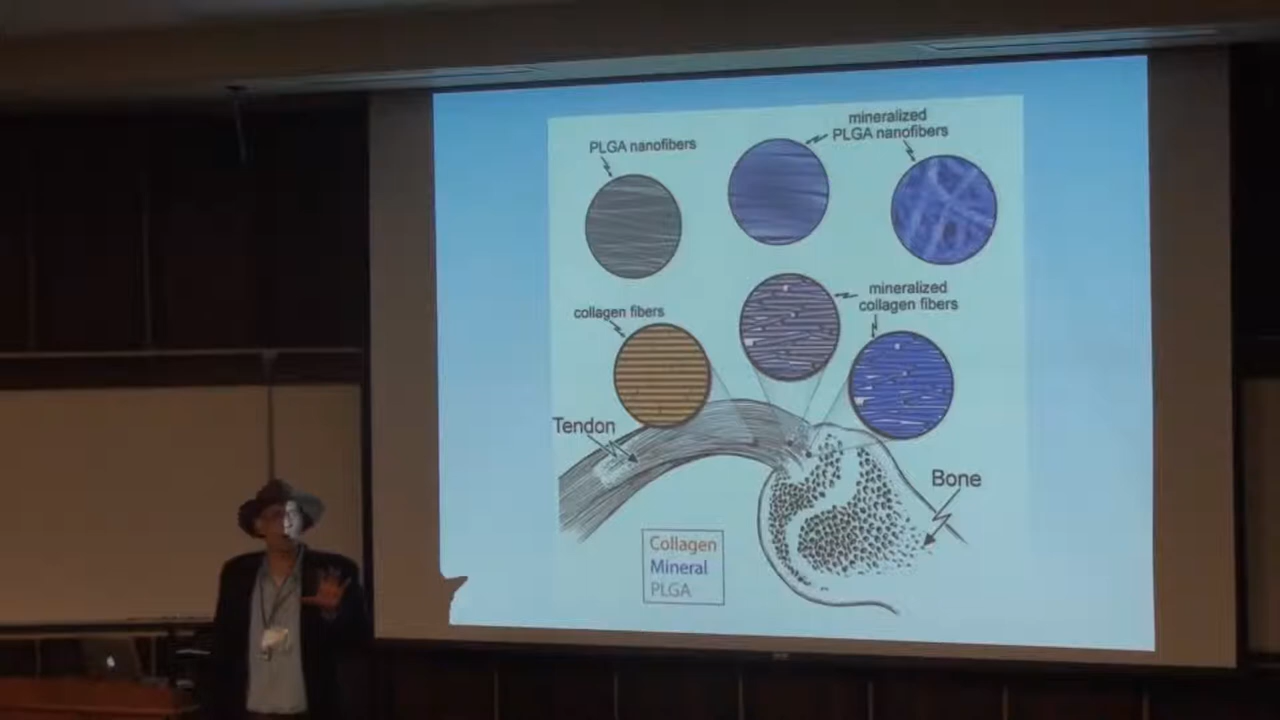 mineralized
PLGA nanofibers
PLGA nanofibers
mineralized
collagen fibers
collagen fibers
Tendon
Bone
Collagen
Mineral
PLGA